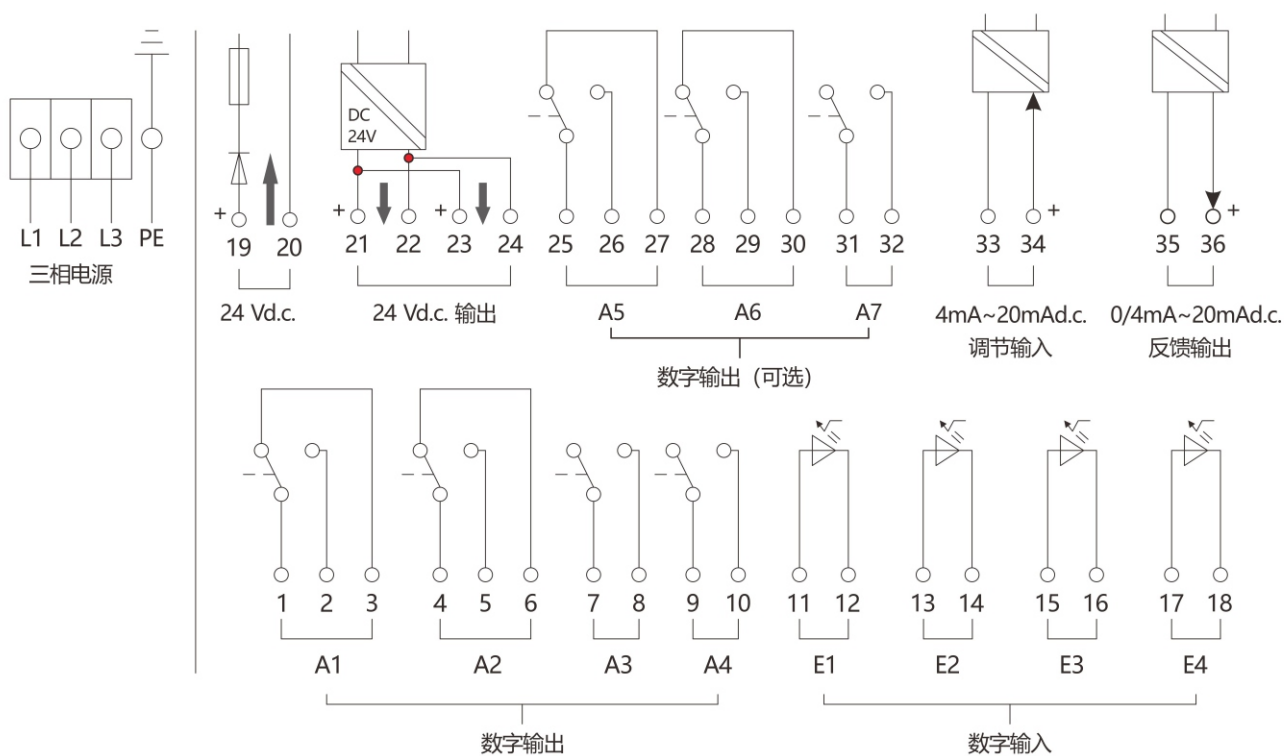 DC
24V
+ + + + +
L1 L2 L3 PE
三相电源
19 20 21 22 23 24 25 26 27 28 29 30 31 32 33 34 35 36
24 Vd.c. 24 Vd.c. 输出 A5 A6 A7 4mA~20mAd.c. 0/4mA~20mAd.c.
调节输入 反馈输出
数字输出（可选）
1 2 3 4 5 6 7 8 9 10 11 12 13 14 15 16 17 18
A1 A2 A3 A4 E1 E2 E3 E4
数字输出 数字输入